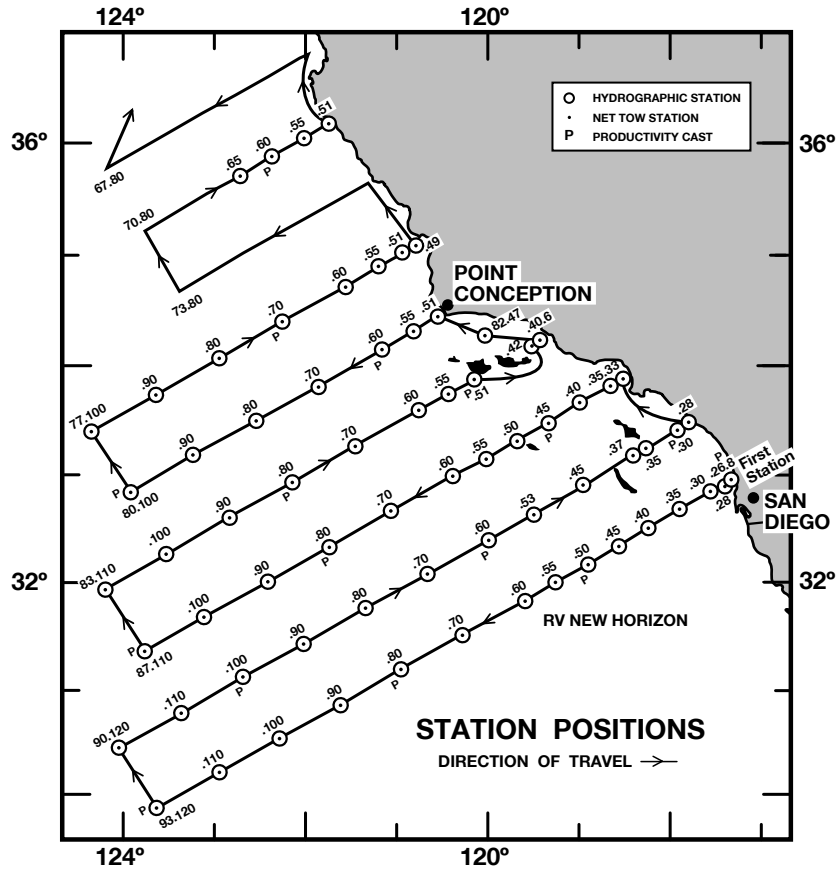 124º
120º
HYDROGRAPHIC STATION
NET TOW STATION
P PRODUCTIVITY CAST
36º
36º
67.80
.65
.60
P
.55
.51
70.80
73.80
77.100
.90
.80
.70
P
.60
.55
.51
.49
POINT
CONCEPTION
P
80.100
.90
.80
.70
.60
P
.55
.51
82.47
.40.6
.42
83.110
.100
.90
.80
P
.70
.60
.55
P
.51
P
87.110
.100
.90
.80
P
.70
.60
.55
.50
.45
P
.40
.35
.33
90.120
.110
.100
P
.90
.80
.70
.60
P
.53
.45
.37
.35
P
.30
.28
P
93.120
.110
.100
.90
.80
P
.70
.60
.55
.50
P
.45
.40
.35
.30
.28
.26.8
P
First
Station
SAN
DIEGO
32º
32º
RV NEW HORIZON
STATION POSITIONS
DIRECTION OF TRAVEL
124º
120º